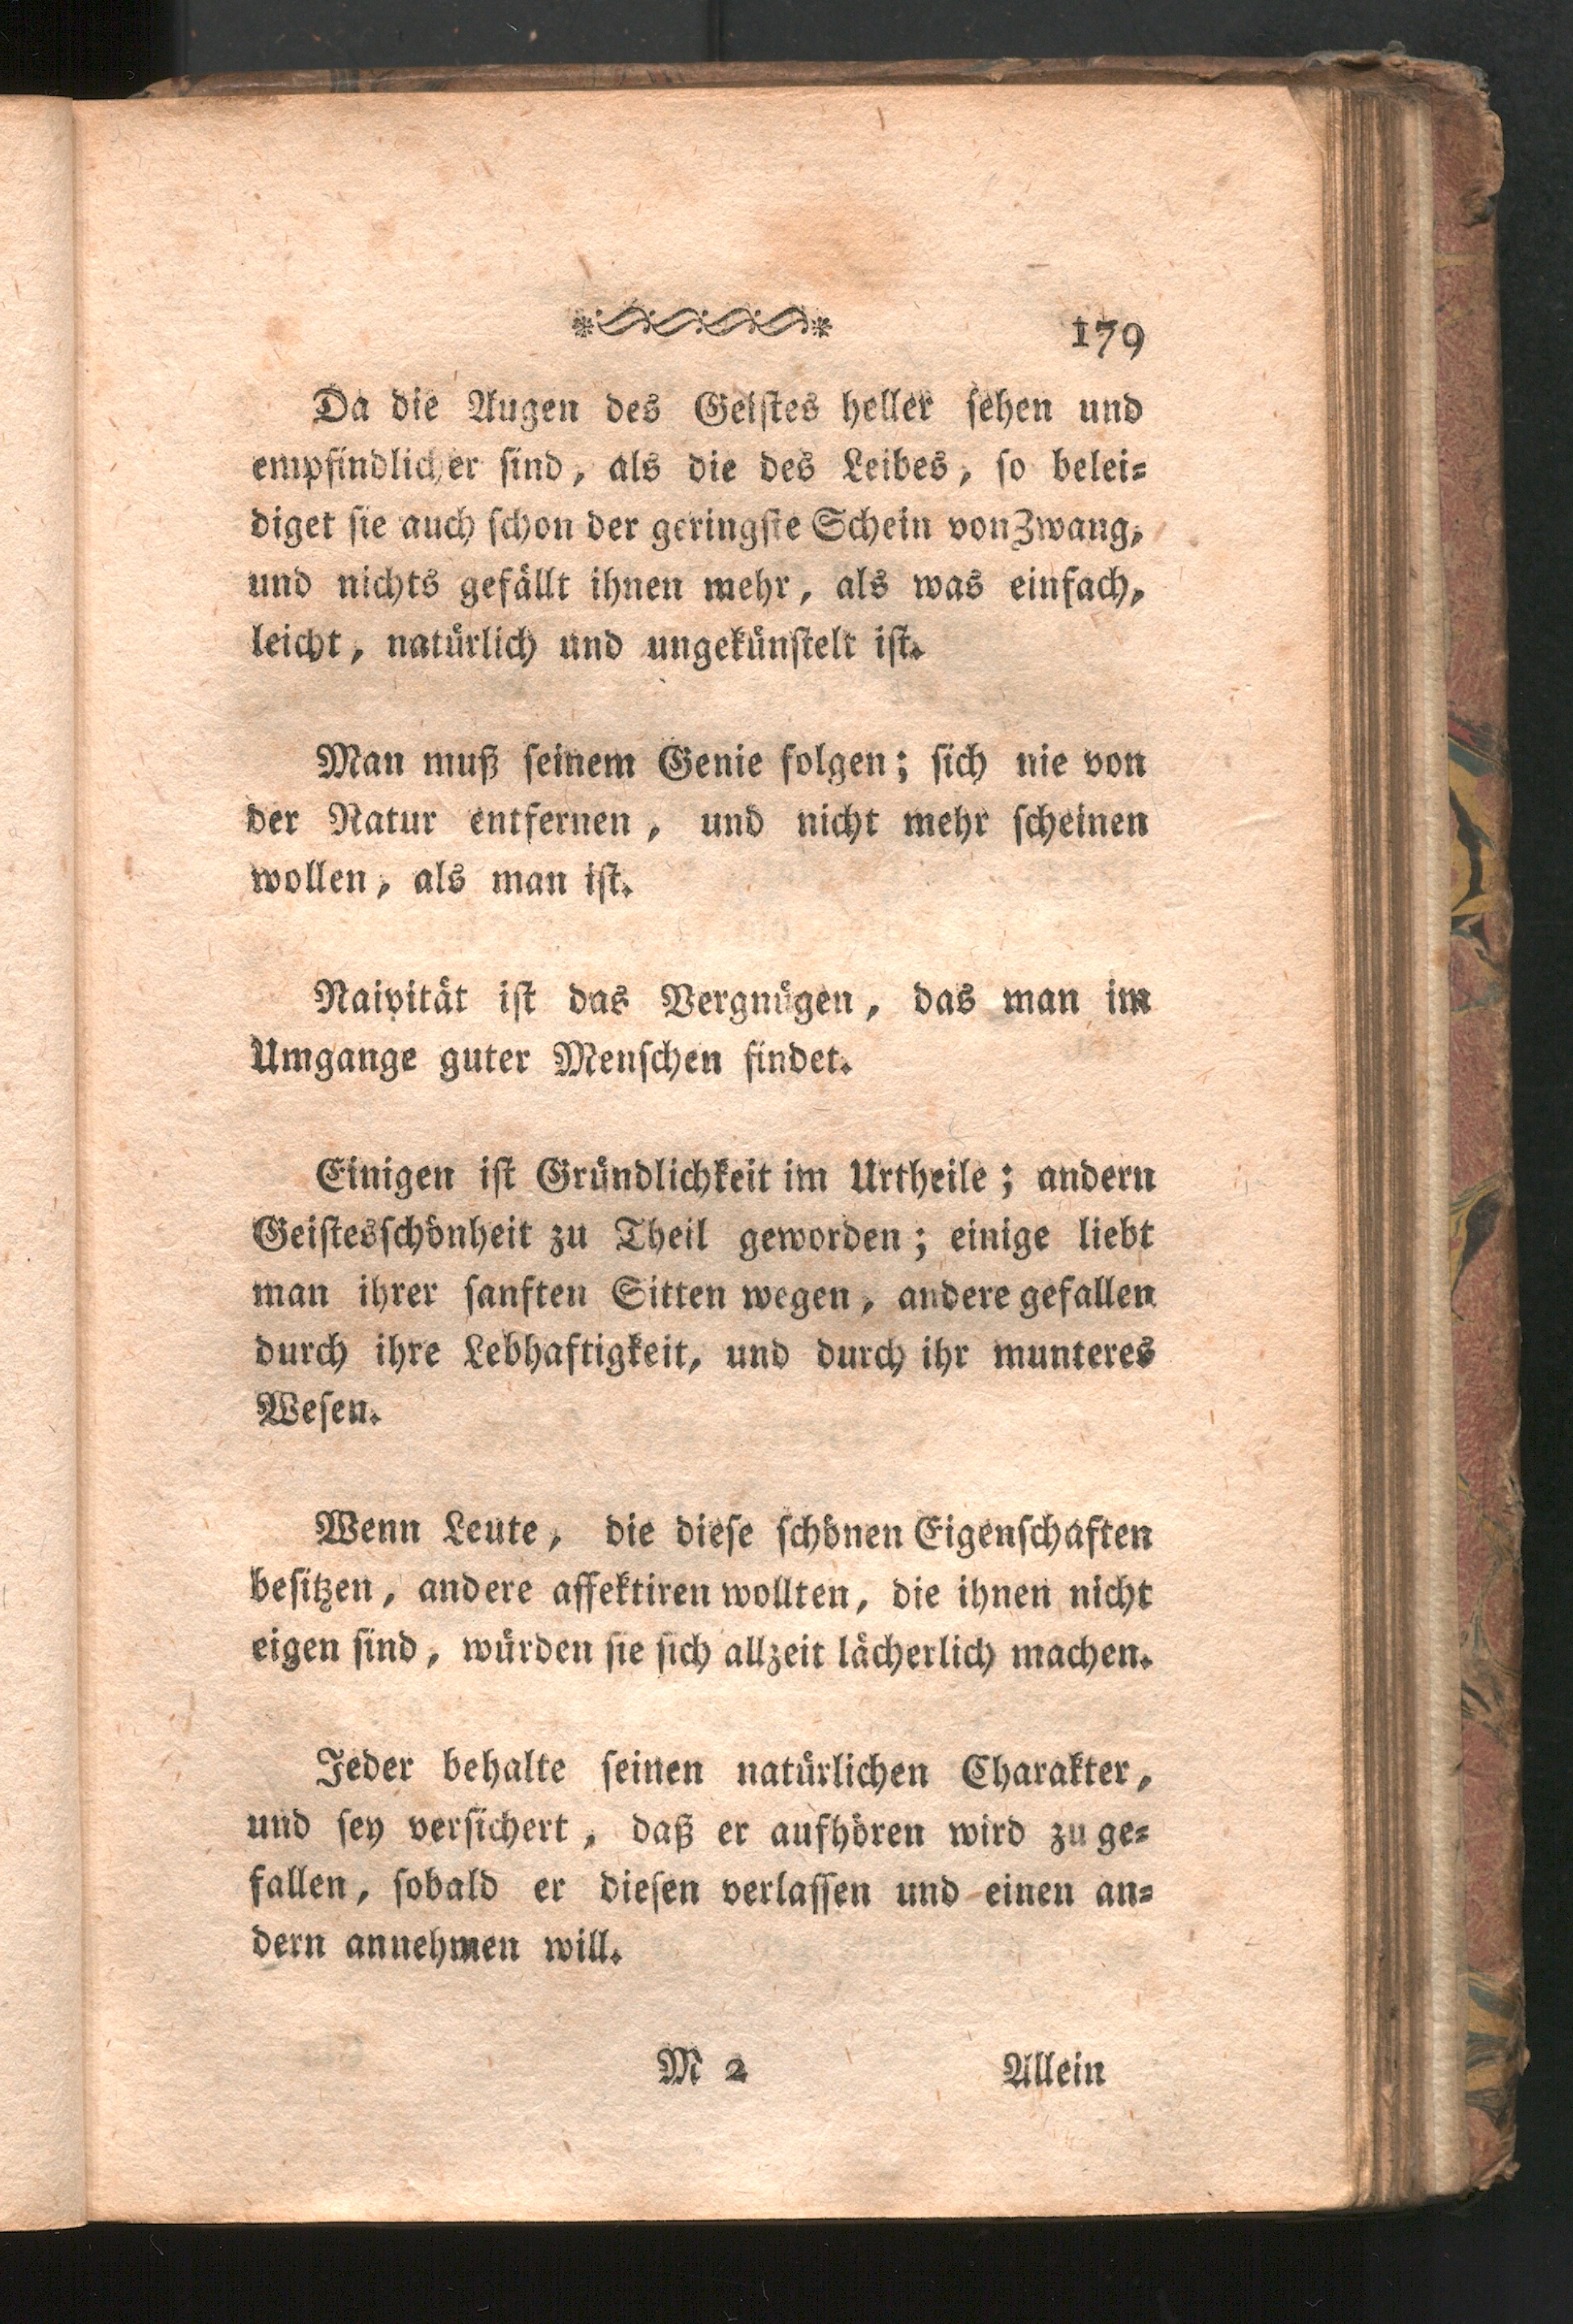 179
Da die Augen des Geiſtes heller ſehen und
empfindlicher ſind, als die des Leibes, ſo belei⸗
diget ſie auch ſchon der geringſte Schein von Zwang,
und nichts gefällt ihnen mehr, als was einfach,
leicht, natürlich und ungekünſtelt iſt.
Man muß ſeinem Genie folgen; ſich nie von
der Natur entfernen, und nicht mehr ſcheinen
wollen, als man iſt.
Naivität iſt das Vergnügen, das man im
Umgange guter Menſchen findet.
Einigen iſt Gründlichkeit im Urtheile; andern
Geiſtesſchönheit zu Theil geworden; einige liebt
man ihrer ſanften Sitten wegen, andere gefallen
durch ihre Lebhaftigkeit, und durch ihr munteres
Weſen.
Wenn Leute, die dieſe ſchönen Eigenſchaften
beſitzen, andere affektiren wollten, die ihnen nicht
eigen ſind, würden ſie ſich allzeit lächerlich machen.
Jeder behalte ſeinen natürlichen Charakter,
und ſey verſichert, daß er aufhören wird zu ge⸗
fallen, ſobald er dieſen verlaſſen und einen an⸗
dern annehmen will.
M 2 Allein